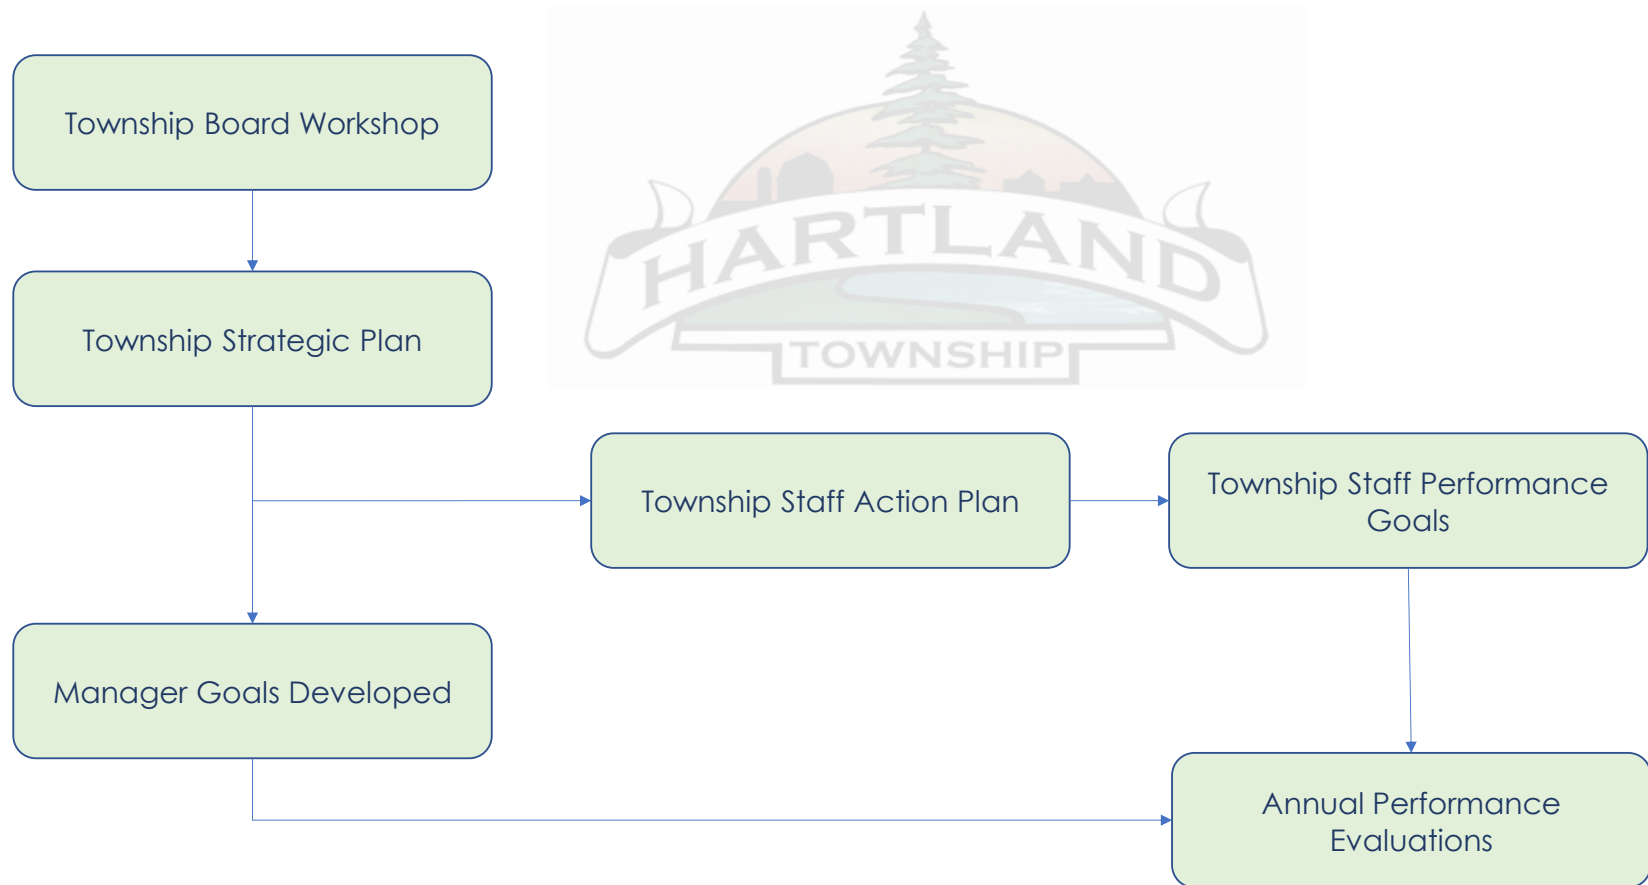 Township Board Workshop
HARTLAND
TOWNSHIP
Township Strategic Plan
Township Staff Action Plan
Township Staff Performance
Goals
Manager Goals Developed
Annual Performance
Evaluations